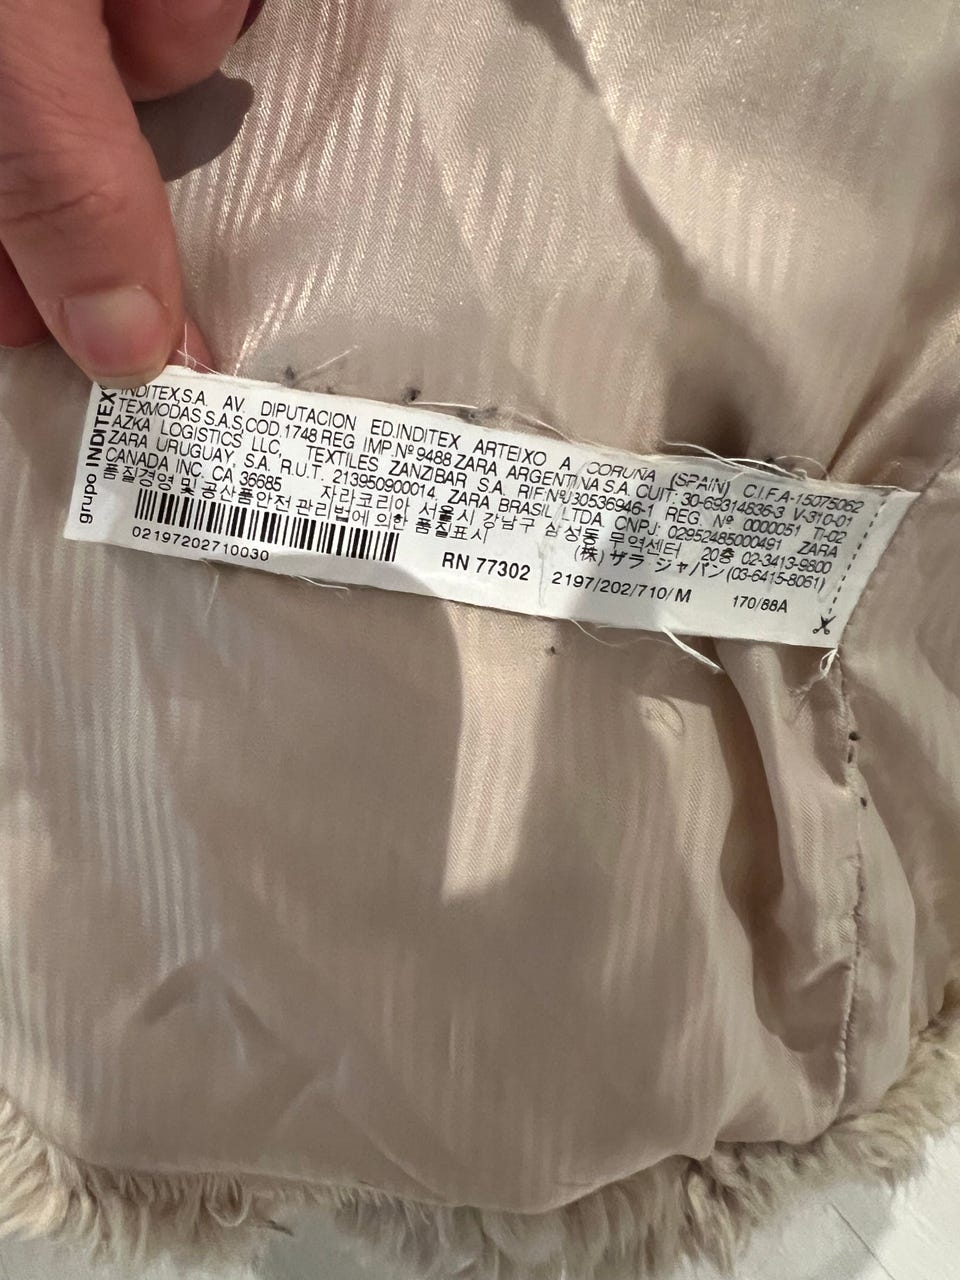 grupo INDITEX
INDITEX,S.A. AV. DIPUTACION ED.INDITEX ARTEIXO A CORUÑA (SPAIN) C.I.F.A-15075062
TEXMODAS S.A.S,COD.1748 REG IMP.Nº 9488 ZARA ARGENTINA S.A. CUIT: 30-69314836-3 V-310-01
AZKA LOGISTICS LLC, TEXTILES ZANZIBAR S.A. RIF:NºJ30536946-1 REG. Nº 0000051 TI-02
ZARA URUGUAY, S.A. R.U.T. 213950900014, ZARA BRASIL,LTDA CNPJ: 02952485000491 ZARA
CANADA INC. CA 36685 자라코리아 서울시 강남구 삼성동 무역센터 20층 02-3413-9800
품질경영 및 공산품안전 관리법에 의한 품질표시 (株) ザラ ジャパン (03-6415-8061)
02197202710030 RN 77302 2197/202/710/ M 170/88A